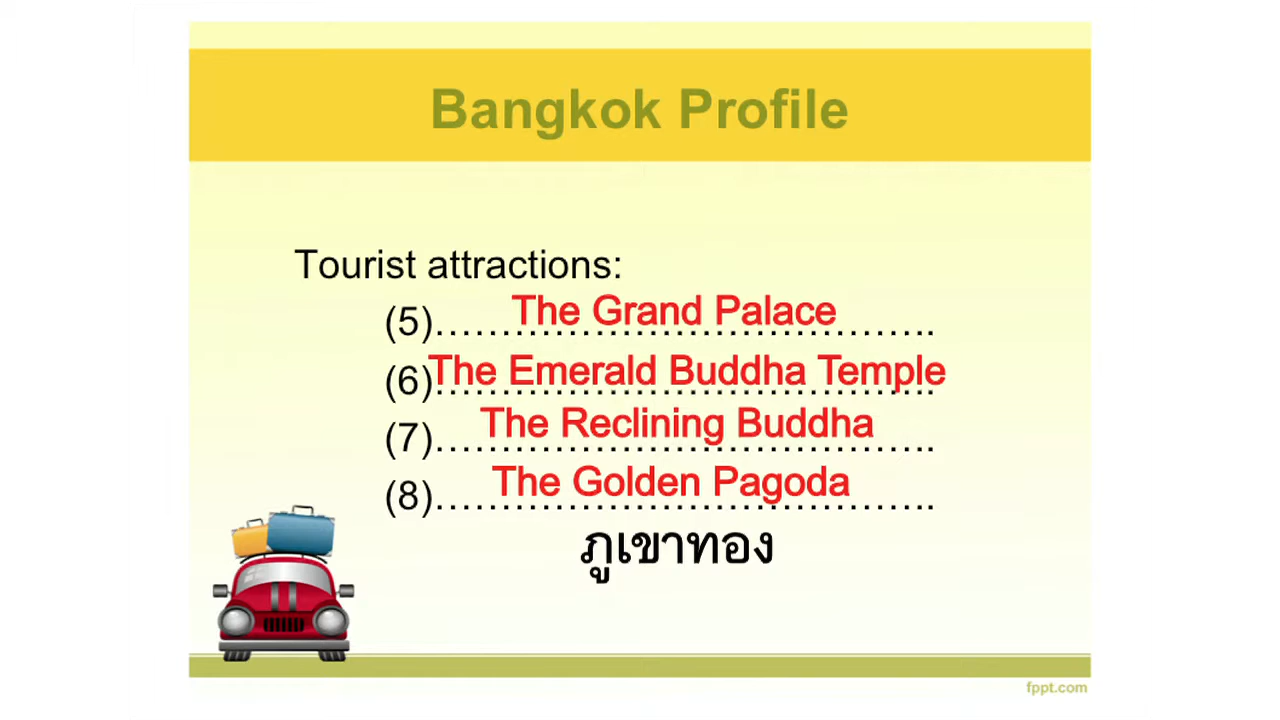 Bangkok Profile
Tourist attractions:
(5)…………………………….…….. The Grand Palace
(6)……………………………….. The Emerald Buddha Temple
(7)……………………………….. The Reclining Buddha
(8)……………………………….. The Golden Pagoda
ภูเขาทอง
fppt.com